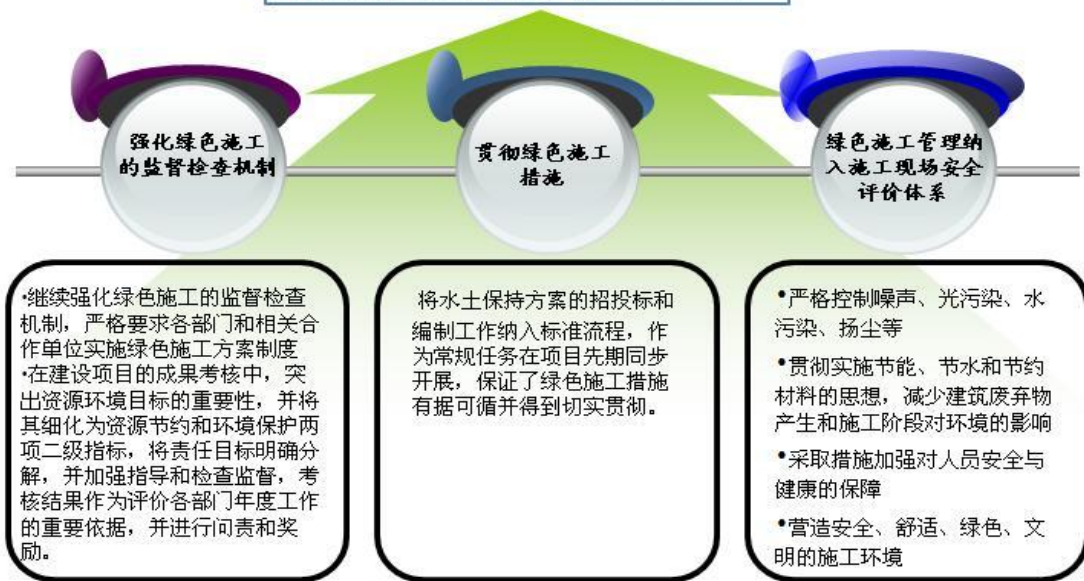 强化绿色施工
的监督检查机制
贯彻绿色施工
措施
绿色施工管理纳
入施工现场安全
评价体系
•继续强化绿色施工的监督检查
机制，严格要求各部门和相关合
作单位实施绿色施工方案制度
•在建设项目的成果考核中，突
出资源环境目标的重要性，并将
其细化为资源节约和环境保护两
项二级指标，将责任目标明确分
解，并加强指导和检查监督，考
核结果作为评价各部门年度工作
的重要依据，并进行问责和奖
励。
将水土保持方案的招投标和
编制工作纳入标准流程，作
为常规任务在项目先期同步
开展，保证了绿色施工措施
有据可循并得到切实贯彻。
•严格控制噪声、光污染、水
污染、扬尘等
•贯彻实施节能、节水和节约
材料的思想，减少建筑废弃物
产生和施工阶段对环境的影响
•采取措施加强对人员安全与
健康的保障
•营造安全、舒适、绿色、文
明的施工环境